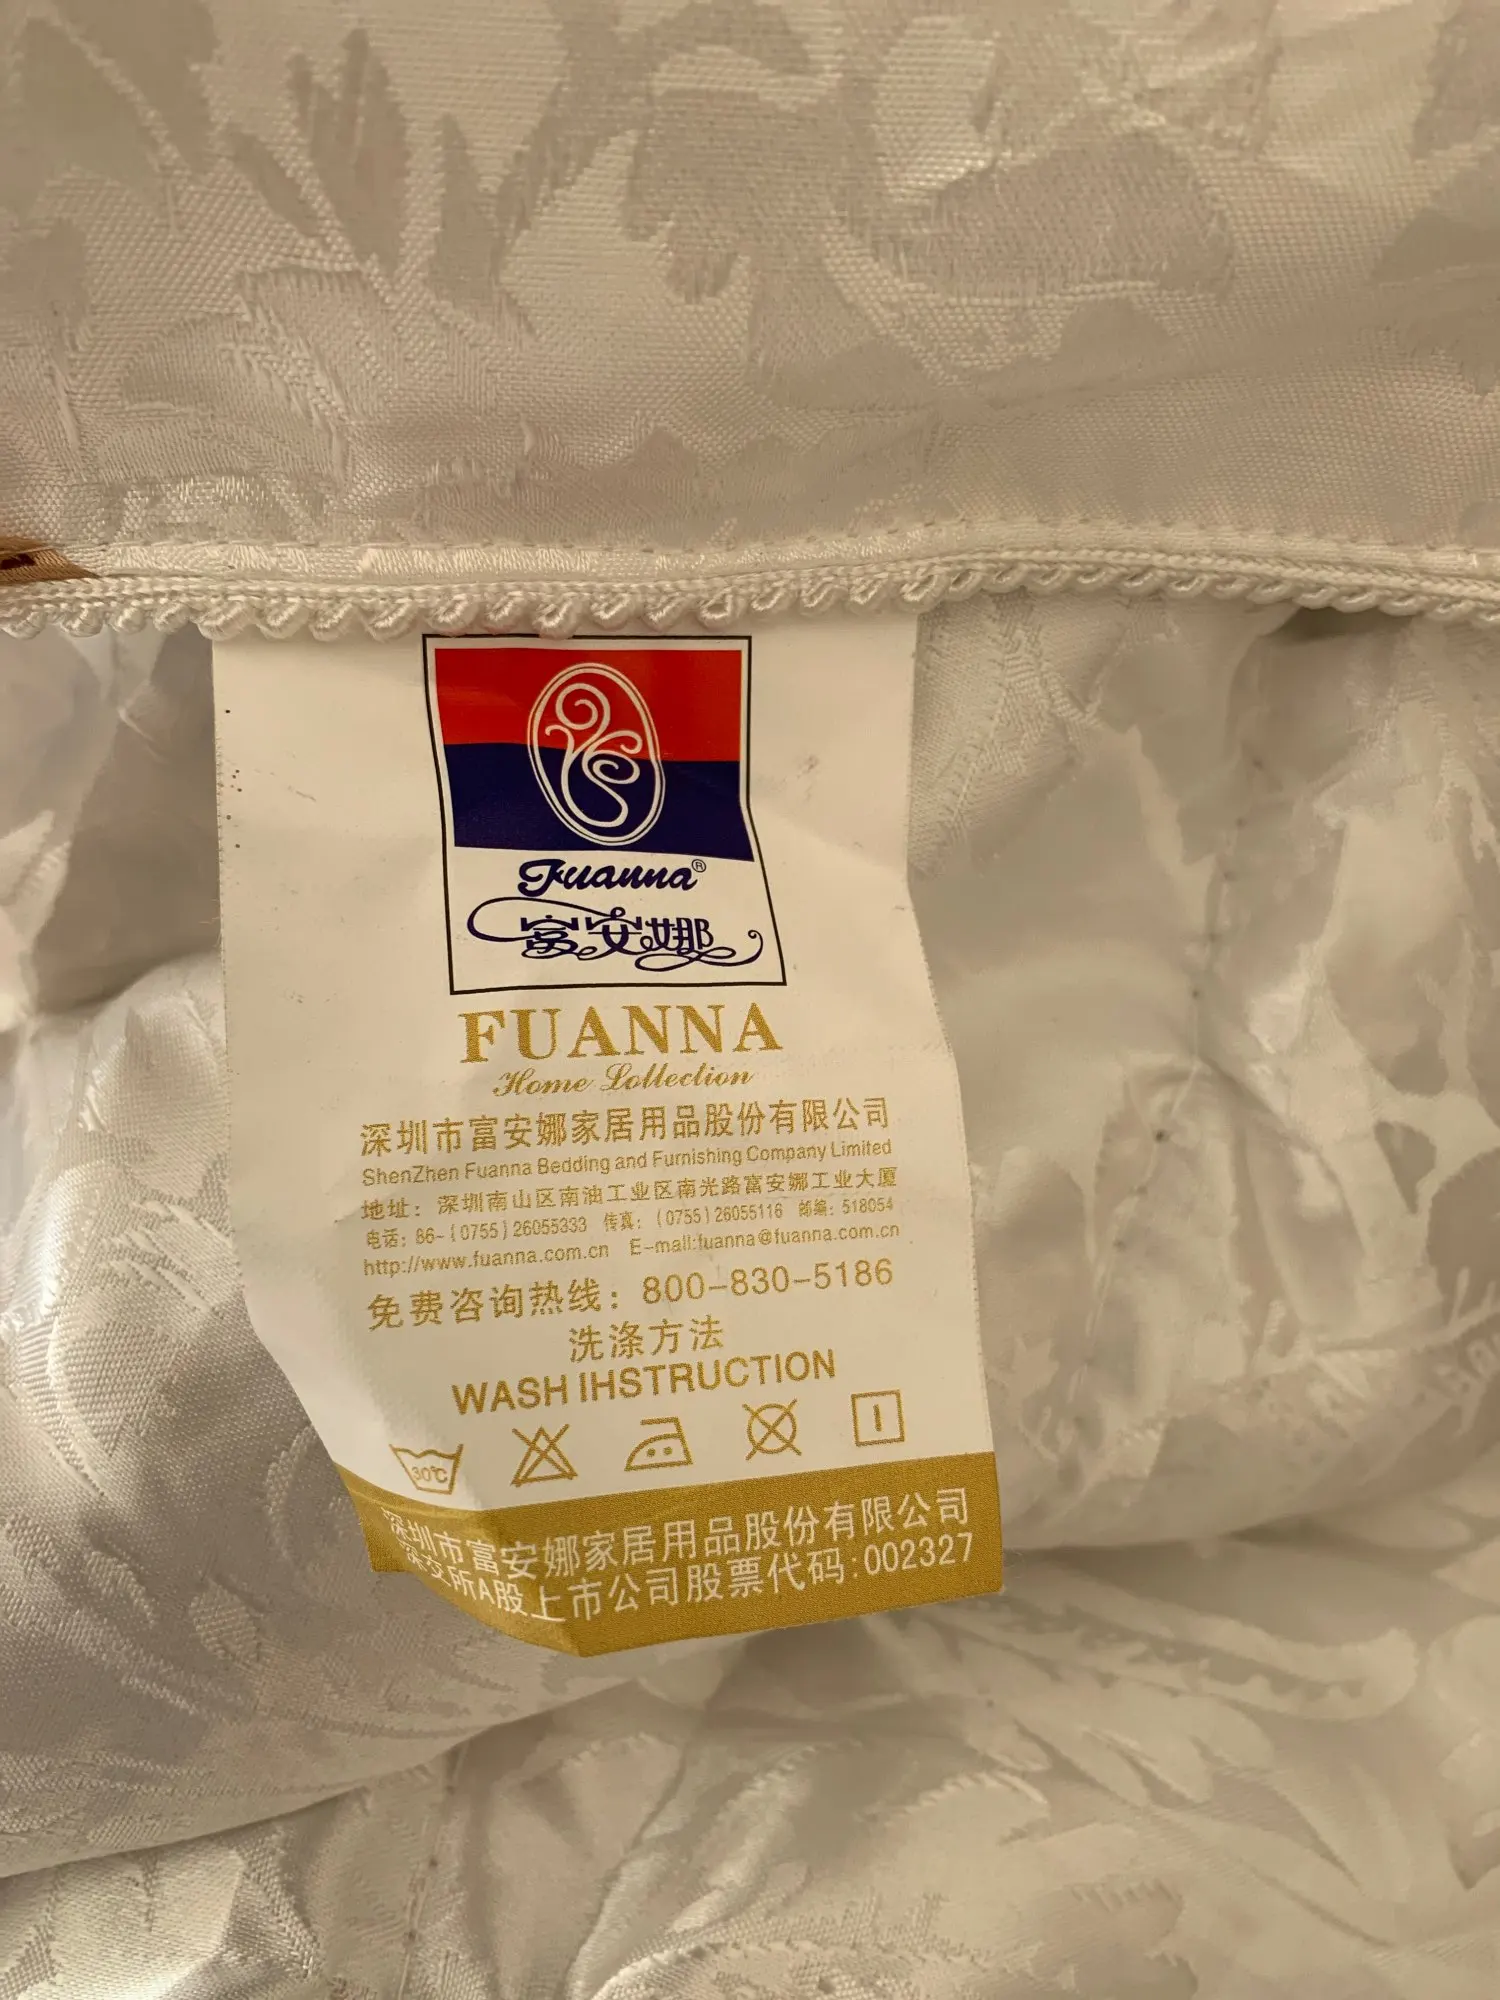 Fuanna®
富安娜
FUANNA
Home Collection
深圳市富安娜家居用品股份有限公司
ShenZhen Fuanna Bedding and Furnishing Company Limited
地址：深圳南山区南油工业区南光路富安娜工业大厦
电话：86-(0755)26055333 传真：(0755)26055116 邮编：518054
http://www.fuanna.com.cn E-mail:fuanna@fuanna.com.cn
免费咨询热线：800-830-5186
洗涤方法
WASH IHSTRUCTION
30℃
深圳市富安娜家居用品股份有限公司
深交所A股上市公司股票代码:002327